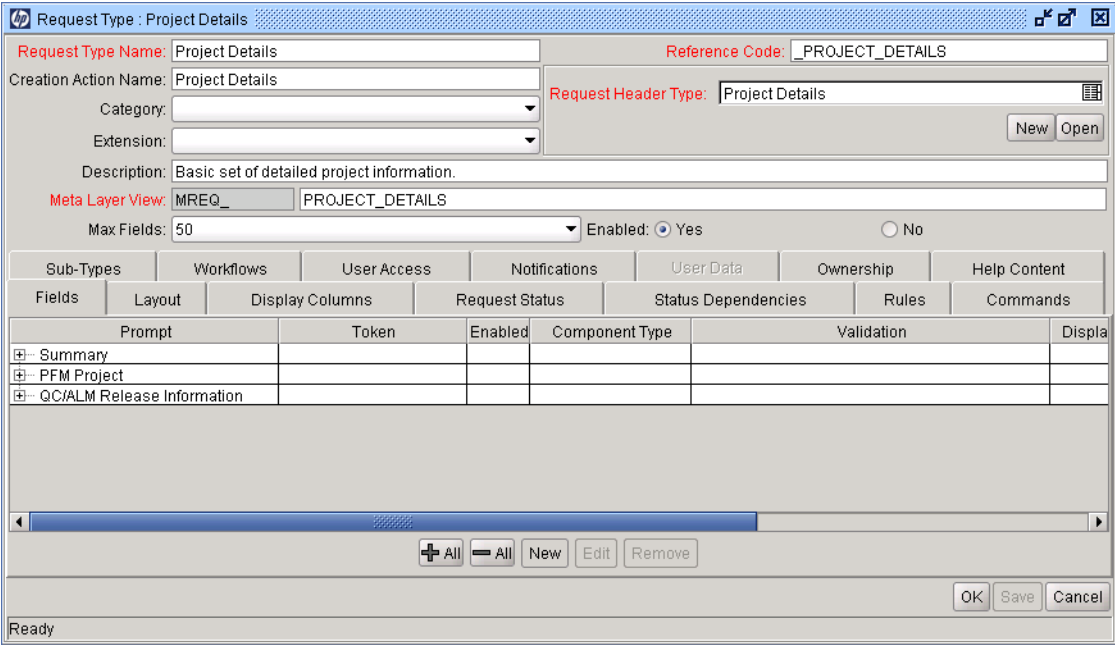 hp Request Type : Project Details
Request Type Name: Project Details Reference Code: _PROJECT_DETAILS
Creation Action Name: Project Details
Request Header Type: Project Details
Category:
New Open
Extension:
Description: Basic set of detailed project information.
Meta Layer View: MREQ_ PROJECT_DETAILS
Max Fields: 50 Enabled: Yes No
Sub-Types Workflows User Access Notifications User Data Ownership Help Content
Fields Layout Display Columns Request Status Status Dependencies Rules Commands
Prompt Token Enabled Component Type Validation Displa
Summary
PFM Project
QC/ALM Release Information
All All New Edit Remove
OK Save Cancel
Ready